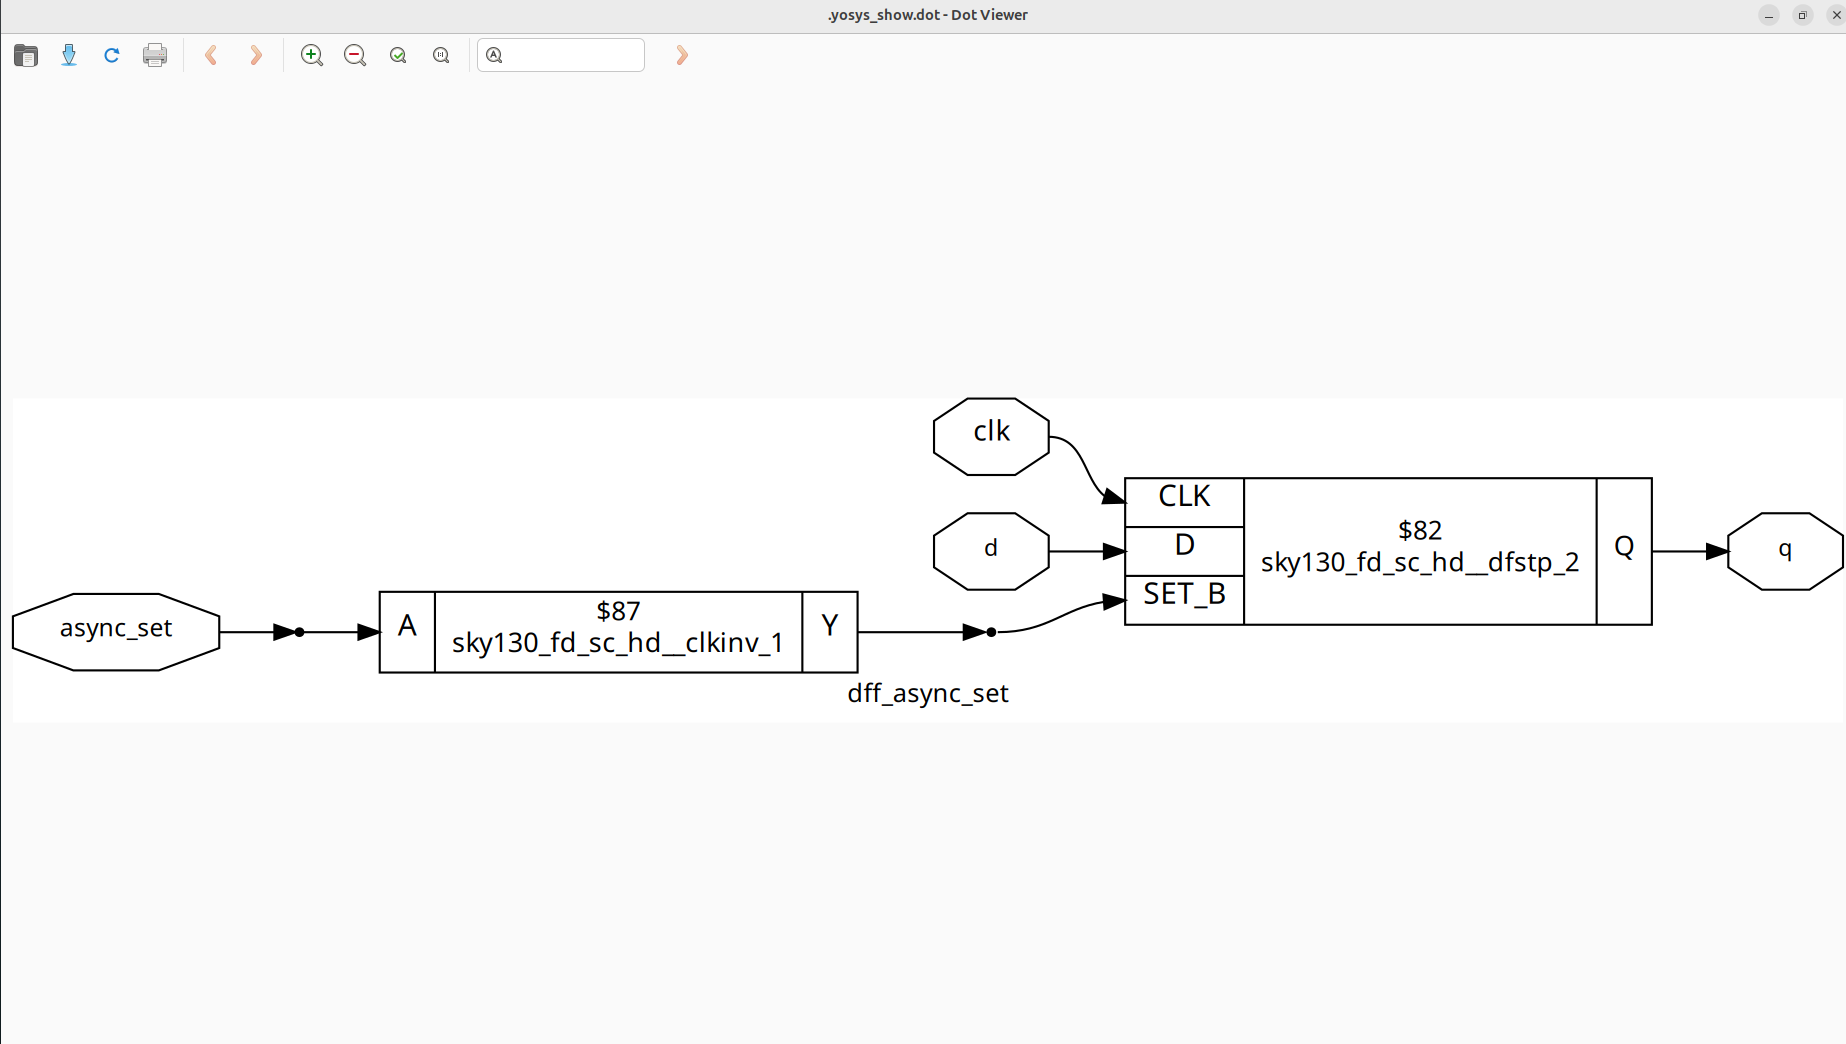 .yosys_show.dot - Dot Viewer
clk
CLK
d
D
$82
sky130_fd_sc_hd__dfstp_2
Q
q
SET_B
async_set
A
$87
sky130_fd_sc_hd__clkinv_1
Y
dff_async_set